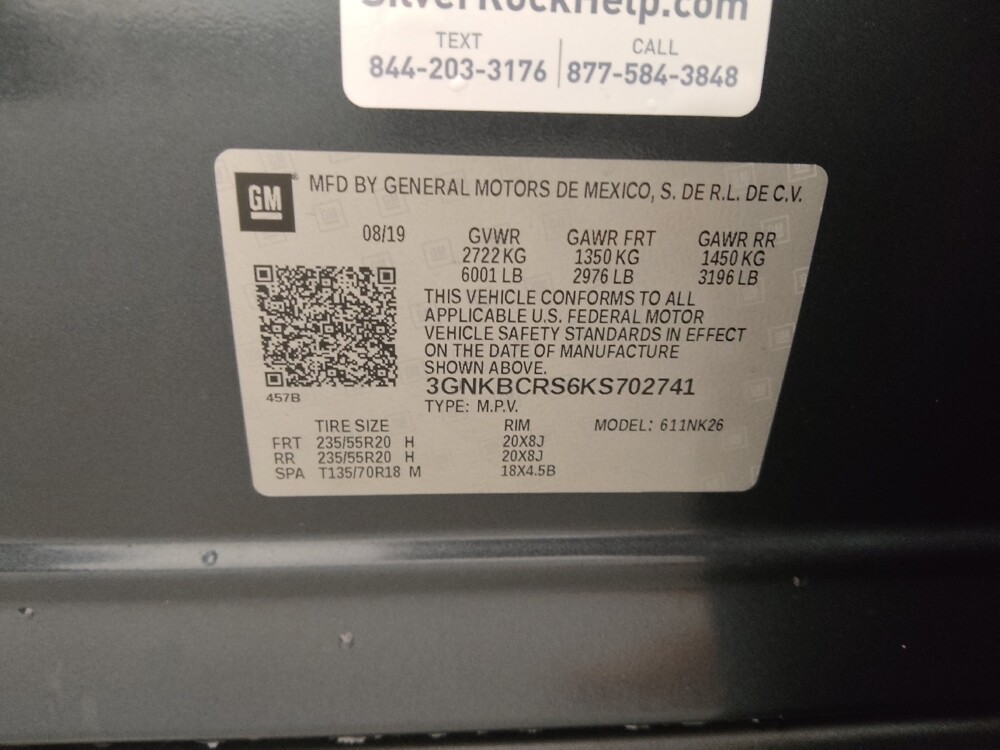 SilverRockHelp.com
TEXT CALL
844-203-3176 877-584-3848
GM MFD BY GENERAL MOTORS DE MEXICO, S. DE R.L. DE C.V.
08/19 GVWR GAWR FRT GAWR RR
2722 KG 1350 KG 1450 KG
6001 LB 2976 LB 3196 LB
THIS VEHICLE CONFORMS TO ALL
APPLICABLE U.S. FEDERAL MOTOR
VEHICLE SAFETY STANDARDS IN EFFECT
ON THE DATE OF MANUFACTURE
SHOWN ABOVE.
3GNKBCRS6KS702741
457B
TYPE: M.P.V.
TIRE SIZE RIM MODEL: 611NK26
FRT 235/55R20 H 20X8J
RR 235/55R20 H 20X8J
SPA T135/70R18 M 18X4.5B